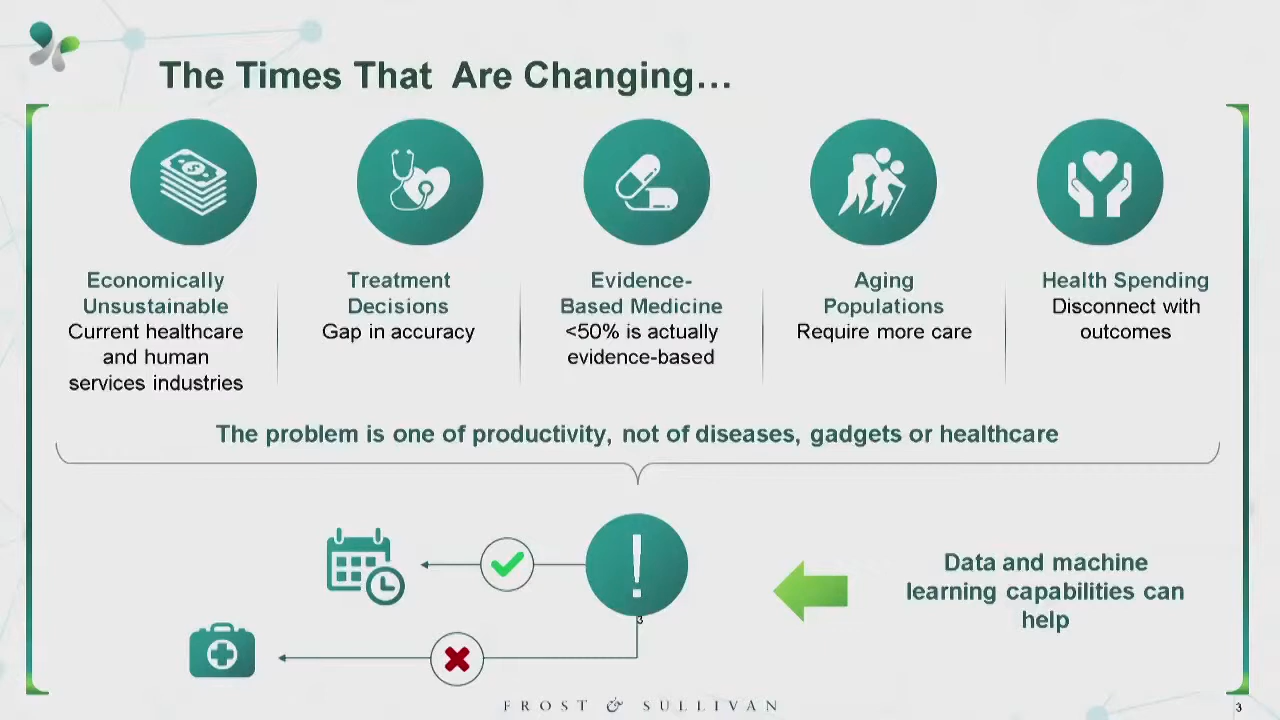 The Times That Are Changing…
Economically
Unsustainable
Current healthcare
and human
services industries
Treatment
Decisions
Gap in accuracy
Evidence-
Based Medicine
<50% is actually
evidence-based
Aging
Populations
Require more care
Health Spending
Disconnect with
outcomes
The problem is one of productivity, not of diseases, gadgets or healthcare
!
3
Data and machine
learning capabilities can
help
FROST & SULLIVAN
3